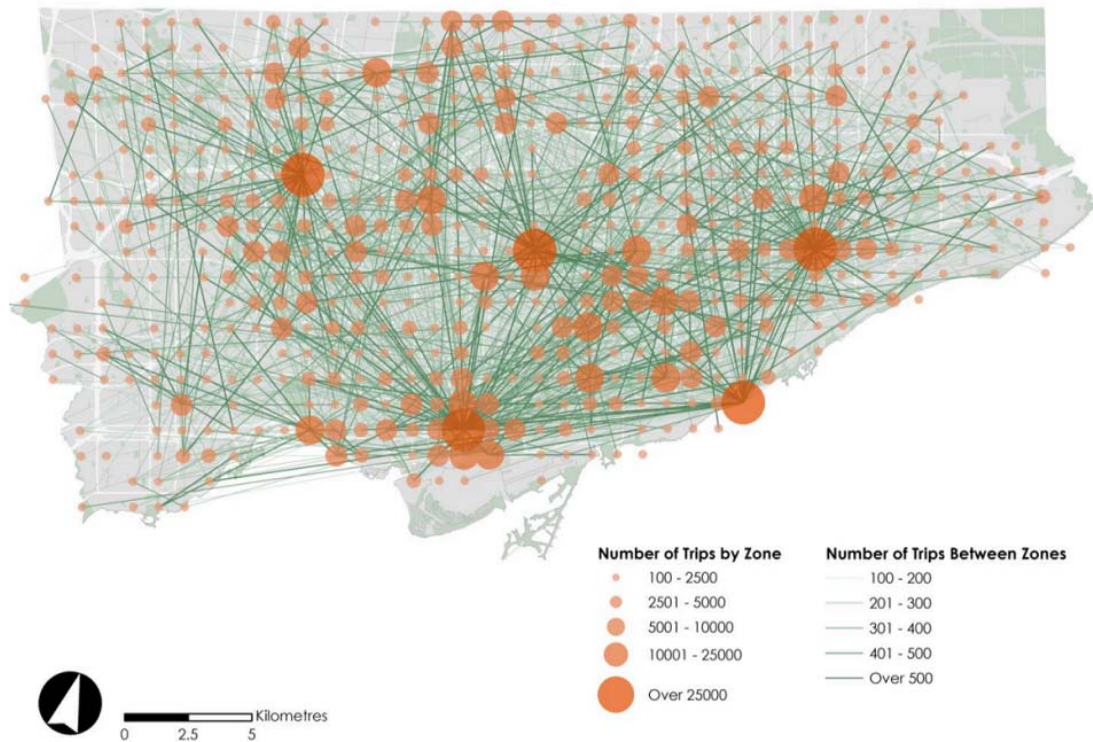 Number of Trips by Zone
100 - 2500
2501 - 5000
5001 - 10000
10001 - 25000
Over 25000
Number of Trips Between Zones
100 - 200
201 - 300
301 - 400
401 - 500
Over 500
Kilometres
0 2.5 5